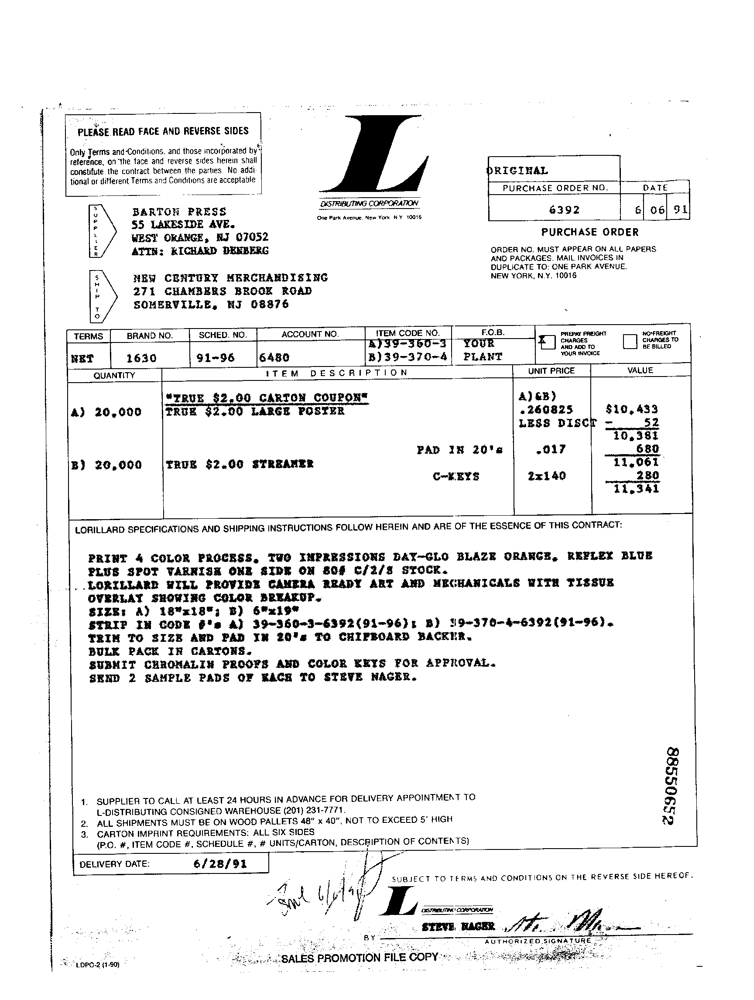 PLEASE READ FACE AND REVERSE SIDES
Only Terms and Conditions, and those incorporated by
reference, on the face and reverse sides herein shall
constitute the contract between the parties. No addi
tional or different Terms and Conditions are acceptable
L
DISTRIBUTING CORPORATION
One Park Avenue, New York N Y 10016
ORIGINAL
PURCHASE ORDER NO. DATE
6392 6 06 91
PURCHASE ORDER
ORDER NO. MUST APPEAR ON ALL PAPERS
AND PACKAGES. MAIL INVOICES IN
DUPLICATE TO: ONE PARK AVENUE,
NEW YORK, N.Y. 10016
SUPPLIER
BARTON PRESS
55 LAKESIDE AVE.
WEST ORANGE, NJ 07052
ATTN: RICHARD DENBERG
SHIP TO
NEW CENTURY MERCHANDISING
271 CHAMBERS BROOK ROAD
SOMERVILLE, NJ 08876
TERMS BRAND NO. SCHED. NO. ACCOUNT NO. ITEM CODE NO. F.O.B.
NET 1630 91-96 6480 A)39-360-3 YOUR
B)39-370-4 PLANT
X PREPAY FREIGHT
CHARGES
AND ADD TO
YOUR INVOICE
NO FREIGHT
CHARGES TO
BE BILLED
QUANTITY ITEM DESCRIPTION UNIT PRICE VALUE
"TRUE $2.00 CARTON COUPON" A)&B)
A) 20,000 TRUE $2.00 LARGE POSTER .260825 $10,433
LESS DISCT - 52
10,381
PAD IN 20's .017 680
B) 20,000 TRUE $2.00 STREAMER 11,061
C-KEYS 2x140 280
11,341
LORILLARD SPECIFICATIONS AND SHIPPING INSTRUCTIONS FOLLOW HEREIN AND ARE OF THE ESSENCE OF THIS CONTRACT:
PRINT 4 COLOR PROCESS, TWO IMPRESSIONS DAY-GLO BLAZE ORANGE, REFLEX BLUE
PLUS SPOT VARNISH ONE SIDE ON 80# C/2/S STOCK.
LORILLARD WILL PROVIDE CAMERA READY ART AND MECHANICALS WITH TISSUE
OVERLAY SHOWING COLOR BREAKUP.
SIZE: A) 18"x18"; B) 6"x19"
STRIP IN CODE #'s A) 39-360-3-6392(91-96); B) 39-370-4-6392(91-96).
TRIM TO SIZE AND PAD IN 20's TO CHIPBOARD BACKER.
BULK PACK IN CARTONS.
SUBMIT CHROMALIN PROOFS AND COLOR KEYS FOR APPROVAL.
SEND 2 SAMPLE PADS OF EACH TO STEVE NAGER.
88550652
1. SUPPLIER TO CALL AT LEAST 24 HOURS IN ADVANCE FOR DELIVERY APPOINTMENT TO
L-DISTRIBUTING CONSIGNED WAREHOUSE (201) 231-7771.
2. ALL SHIPMENTS MUST BE ON WOOD PALLETS 48" x 40", NOT TO EXCEED 5' HIGH
3. CARTON IMPRINT REQUIREMENTS: ALL SIX SIDES
(P.O. #, ITEM CODE #, SCHEDULE #, # UNITS/CARTON, DESCRIPTION OF CONTENTS)
DELIVERY DATE: 6/28/91
SUBJECT TO TERMS AND CONDITIONS ON THE REVERSE SIDE HEREOF.
L
DISTRIBUTING CORPORATION
STEVE NAGER
BY
AUTHORIZED SIGNATURE
SALES PROMOTION FILE COPY
LDPO-2 (1-90)